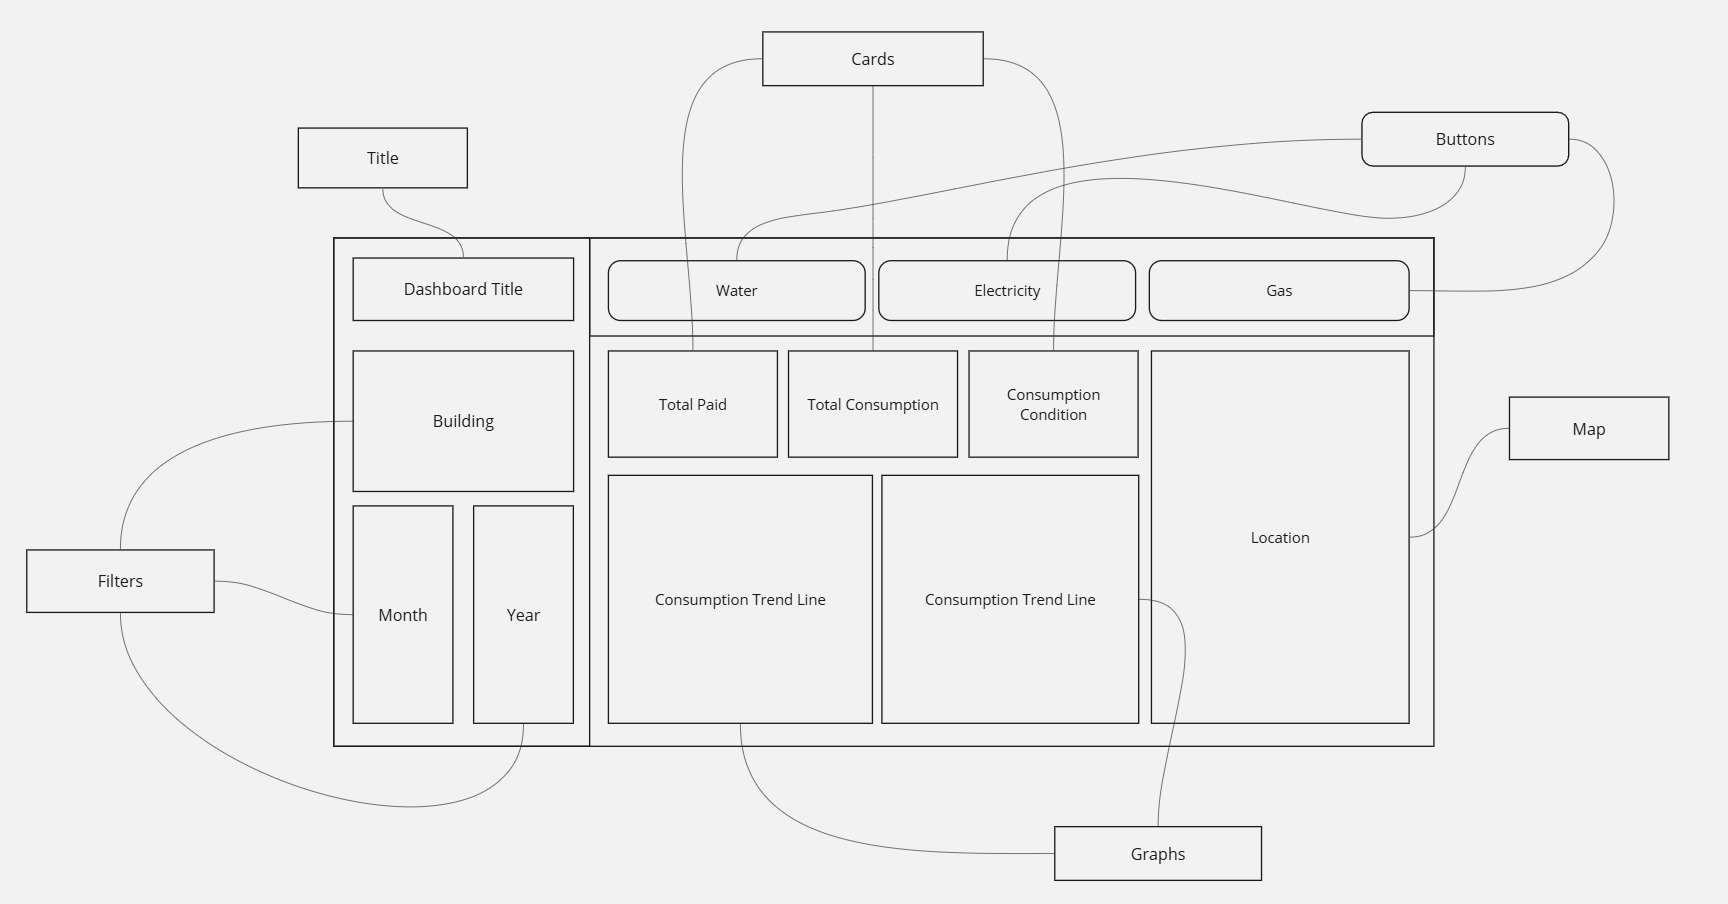 Cards
Buttons
Title
Dashboard Title
Water
Electricity
Gas
Building
Total Paid
Total Consumption
Consumption
Condition
Map
Location
Filters
Month
Year
Consumption Trend Line
Consumption Trend Line
Graphs